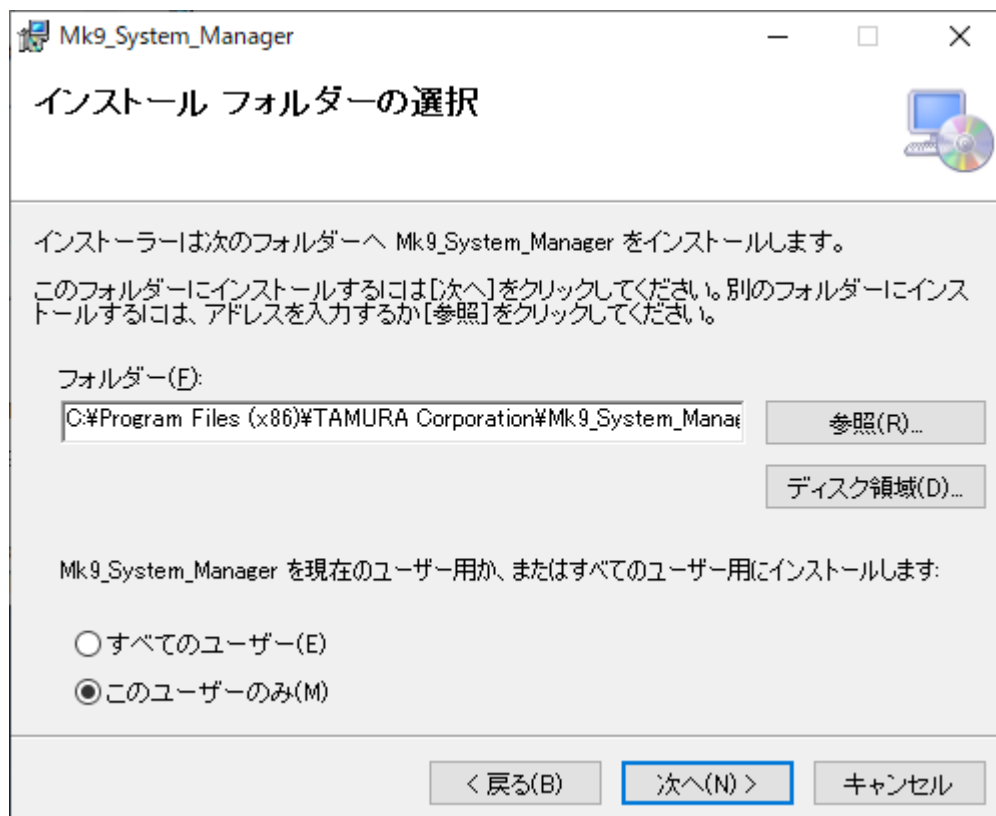 Mk9_System_Manager
インストール フォルダーの選択
インストーラーは次のフォルダーへ Mk9_System_Manager をインストールします。
このフォルダーにインストールするには[次へ]をクリックしてください。別のフォルダーにインス
トールするには、アドレスを入力するか[参照]をクリックしてください。
フォルダー(F):
C:¥Program Files (x86)¥TAMURA Corporation¥Mk9_System_Manag
参照(R)...
ディスク領域(D)...
Mk9_System_Manager を現在のユーザー用か、またはすべてのユーザー用にインストールします:
すべてのユーザー(E)
このユーザーのみ(M)
< 戻る(B)
次へ(N) >
キャンセル